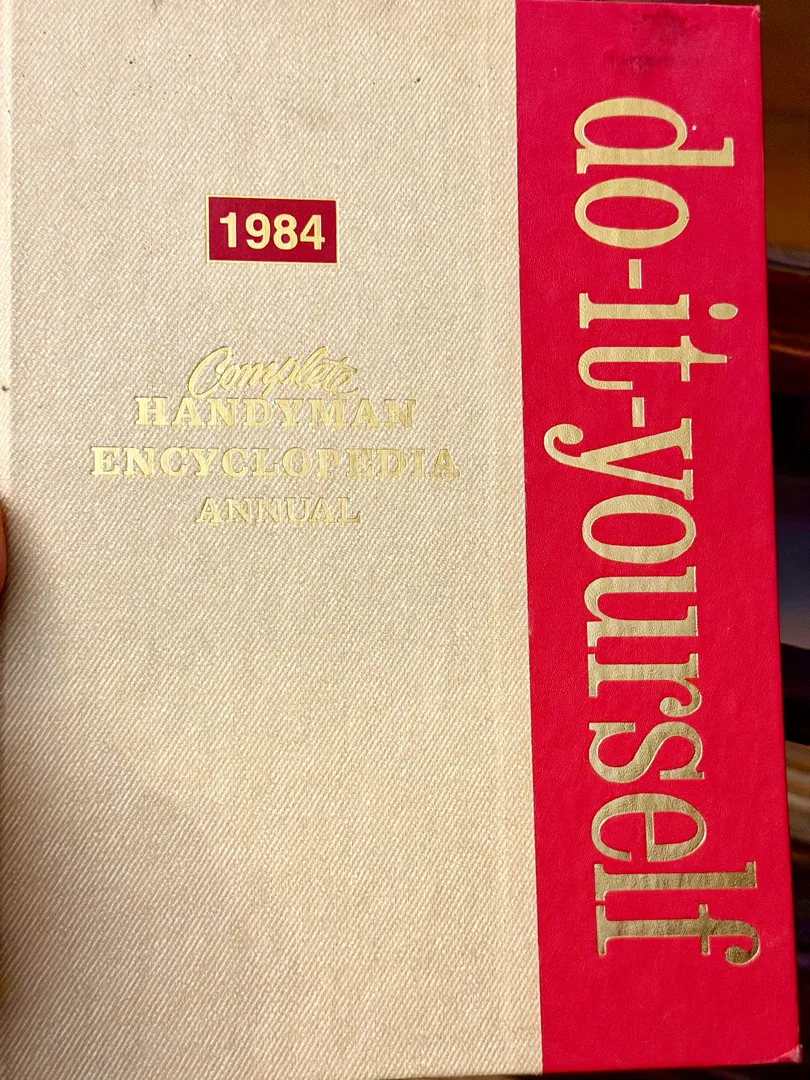 1984
Complete
HANDYMAN
ENCYCLOPEDIA
ANNUAL
do-it-yourself